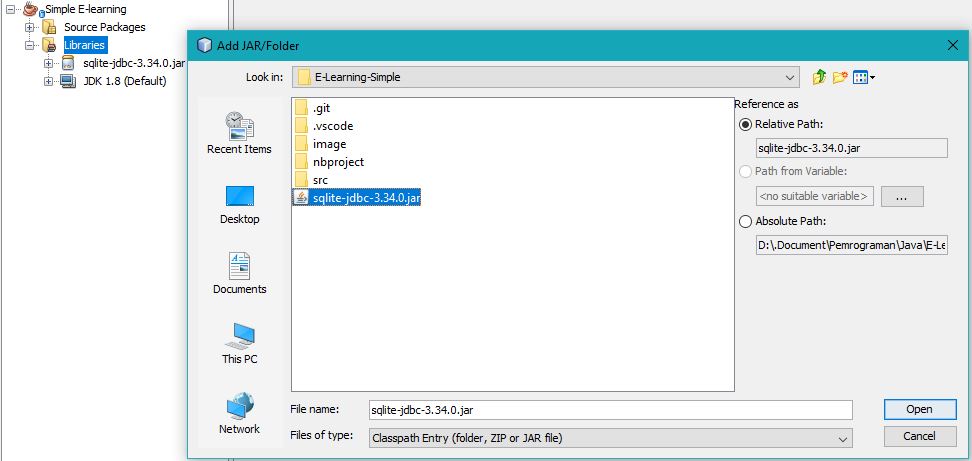 Simple E-learning
Source Packages
Libraries
sqlite-jdbc-3.34.0.jar
JDK 1.8 (Default)
Add JAR/Folder
Look in:
E-Learning-Simple
Recent Items
Desktop
Documents
This PC
Network
.git
.vscode
image
nbproject
src
sqlite-jdbc-3.34.0.jar
Reference as
Relative Path:
sqlite-jdbc-3.34.0.jar
Path from Variable:
<no suitable variable>
...
Absolute Path:
D:\.Document\Pemrograman\Java\E-Le
File name:
sqlite-jdbc-3.34.0.jar
Open
Files of type:
Classpath Entry (folder, ZIP or JAR file)
Cancel